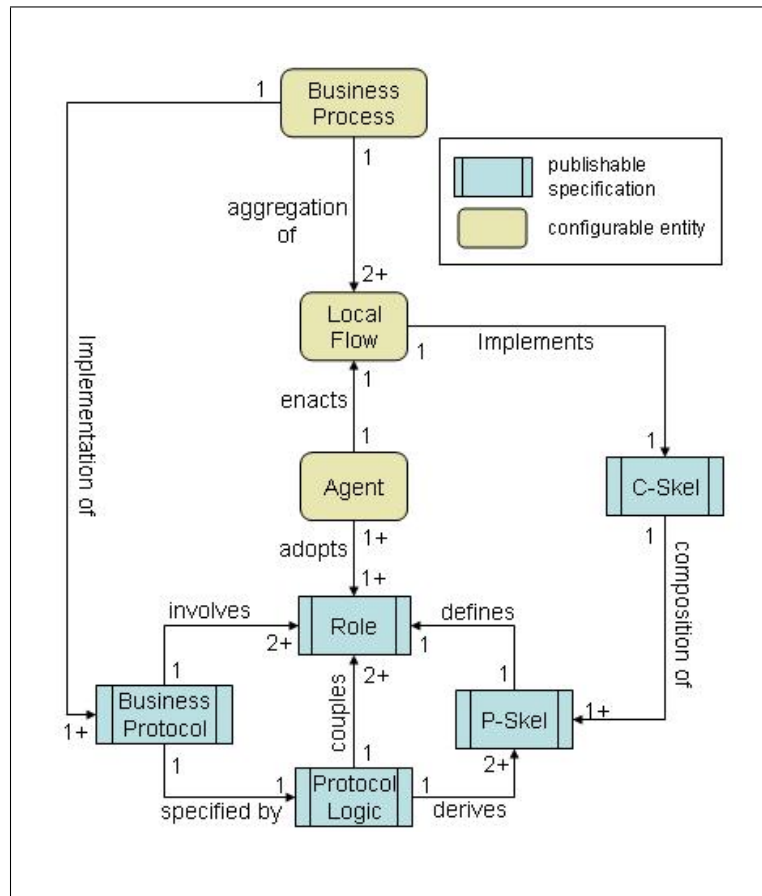 1
Business
Process
1
publishable
specification
configurable entity
aggregation
of
2+
Local
Flow
1
Implements
1
enacts
1
Implementation of
1
Agent
C-Skel
1
1+
adopts
1+
composition of
involves
Role
defines
2+
1
2+
1
1
couples
Business
Protocol
1+
P-Skel
1+
1
1
2+
1
Protocol
Logic
1
specified by
derives